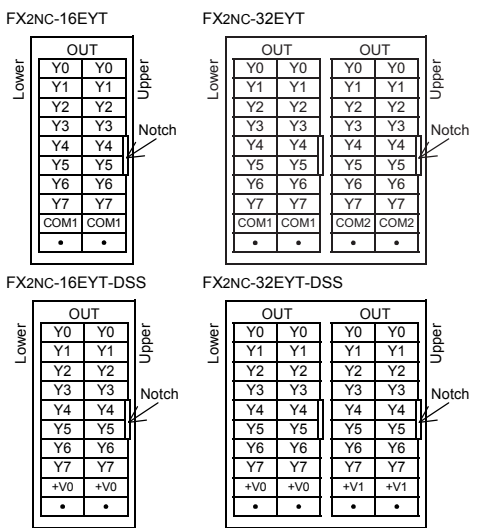 FX2NC-16EYT
OUT
Lower
Upper
Y0 Y0
Y1 Y1
Y2 Y2
Y3 Y3
Y4 Y4
Y5 Y5
Y6 Y6
Y7 Y7
COM1 COM1
• •
Notch
FX2NC-32EYT
OUT OUT
Lower
Upper
Y0 Y0 Y0 Y0
Y1 Y1 Y1 Y1
Y2 Y2 Y2 Y2
Y3 Y3 Y3 Y3
Y4 Y4 Y4 Y4
Y5 Y5 Y5 Y5
Y6 Y6 Y6 Y6
Y7 Y7 Y7 Y7
COM1 COM1 COM2 COM2
• • • •
Notch
FX2NC-16EYT-DSS
OUT
Lower
Upper
Y0 Y0
Y1 Y1
Y2 Y2
Y3 Y3
Y4 Y4
Y5 Y5
Y6 Y6
Y7 Y7
+V0 +V0
• •
Notch
FX2NC-32EYT-DSS
OUT OUT
Lower
Upper
Y0 Y0 Y0 Y0
Y1 Y1 Y1 Y1
Y2 Y2 Y2 Y2
Y3 Y3 Y3 Y3
Y4 Y4 Y4 Y4
Y5 Y5 Y5 Y5
Y6 Y6 Y6 Y6
Y7 Y7 Y7 Y7
+V0 +V0 +V1 +V1
• • • •
Notch